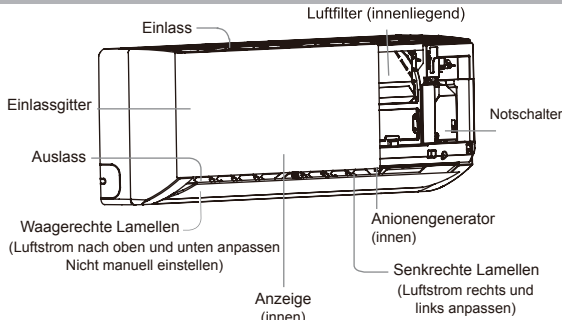 Einlass
Luftfilter (innenliegend)
Einlassgitter
Notschalter
Auslass
Waagerechte Lamellen
(Luftstrom nach oben und unten anpassen
Nicht manuell einstellen)
Anionengenerator
(innen)
Senkrechte Lamellen
(Luftstrom rechts und
links anpassen)
Anzeige
(innen)